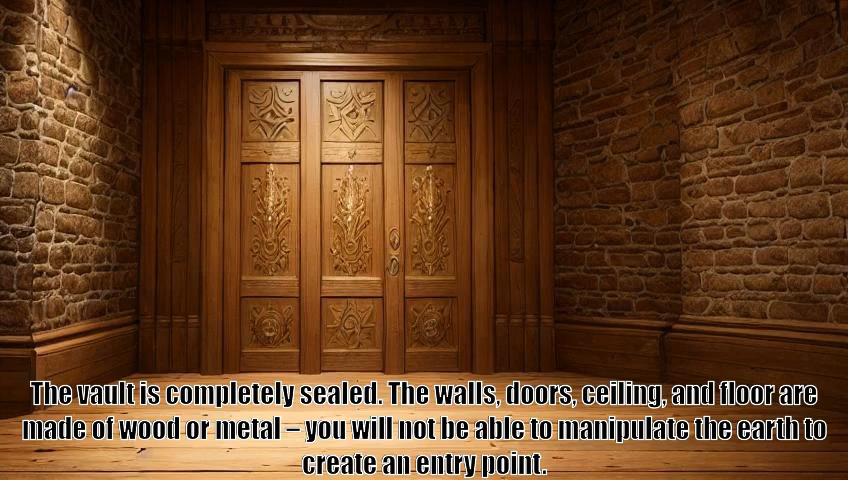 The vault is completely sealed. The walls, doors, ceiling, and floor are
made of wood or metal – you will not be able to manipulate the earth to
create an entry point.